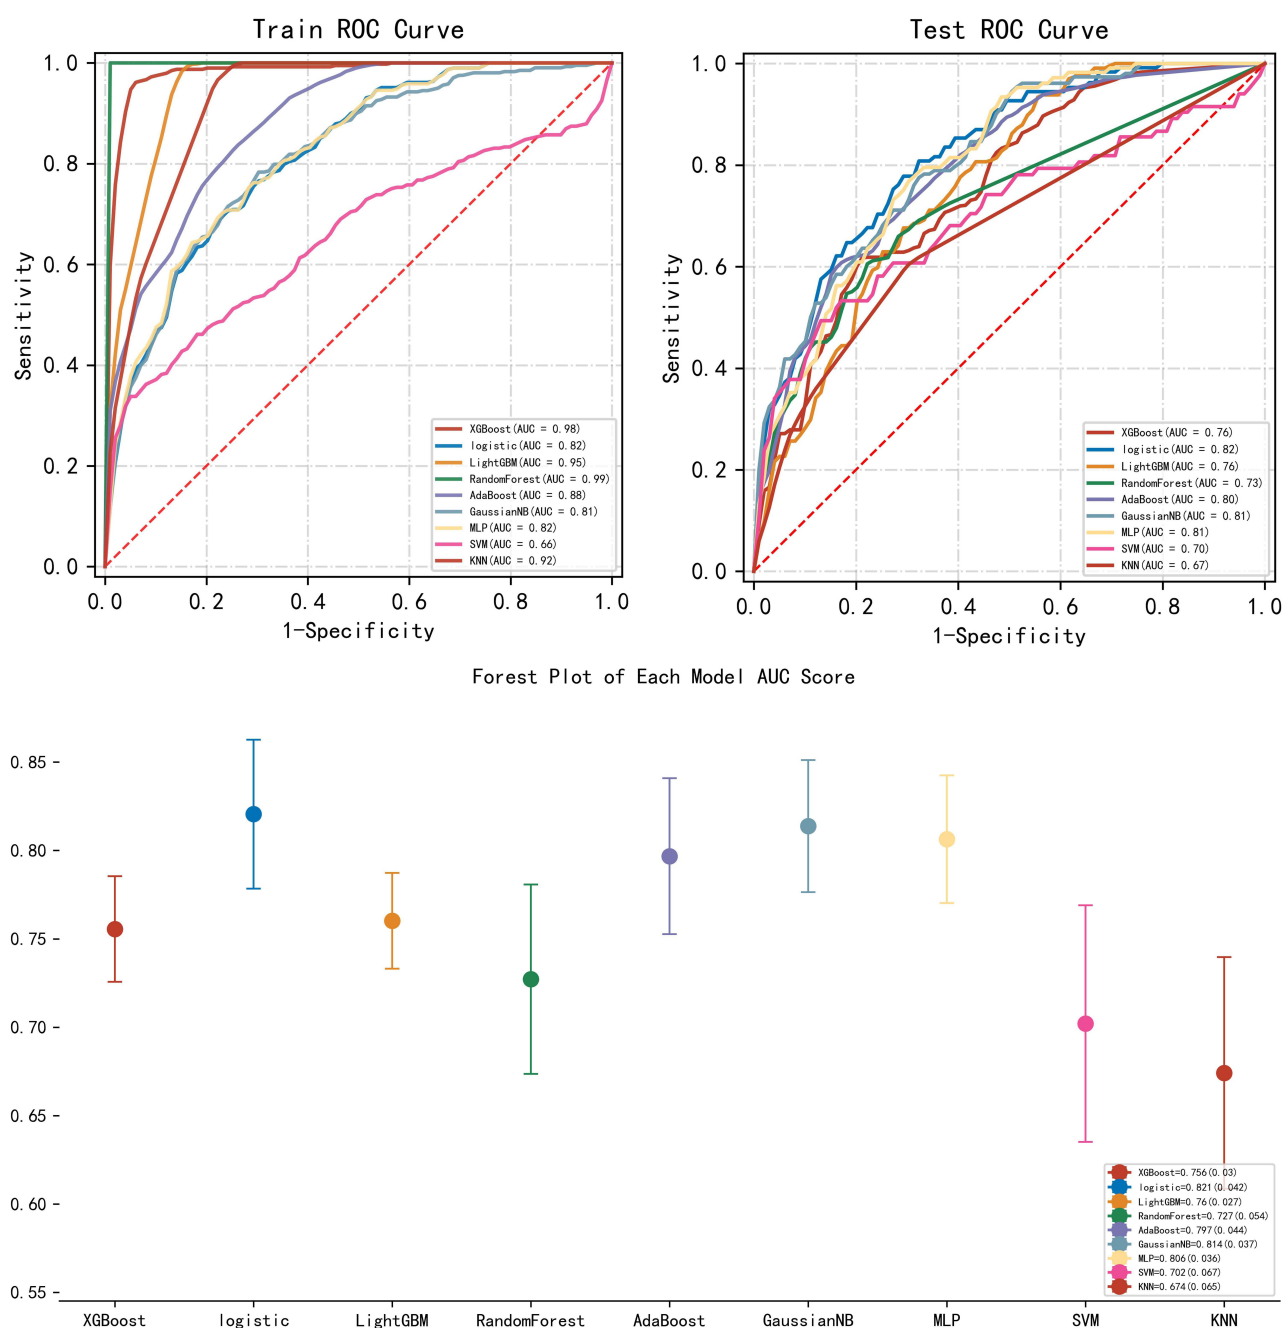 Train ROC Curve
1.0
0.8
0.6
0.4
0.2
0.0
Sensitivity
XGBoost(AUC = 0.98)
logistic(AUC = 0.82)
LightGBM(AUC = 0.95)
RandomForest(AUC = 0.99)
AdaBoost(AUC = 0.88)
GaussianNB(AUC = 0.81)
MLP(AUC = 0.82)
SVM(AUC = 0.66)
KNN(AUC = 0.92)
0.0 0.2 0.4 0.6 0.8 1.0
1-Specificity
Test ROC Curve
1.0
0.8
0.6
0.4
0.2
0.0
Sensitivity
XGBoost(AUC = 0.76)
logistic(AUC = 0.82)
LightGBM(AUC = 0.76)
RandomForest(AUC = 0.73)
AdaBoost(AUC = 0.80)
GaussianNB(AUC = 0.81)
MLP(AUC = 0.81)
SVM(AUC = 0.70)
KNN(AUC = 0.67)
0.0 0.2 0.4 0.6 0.8 1.0
1-Specificity
Forest Plot of Each Model AUC Score
0.85
0.80
0.75
0.70
0.65
0.60
0.55
XGBoost=0.756(0.03)
logistic=0.821(0.042)
LightGBM=0.76(0.027)
RandomForest=0.727(0.054)
AdaBoost=0.797(0.044)
GaussianNB=0.814(0.037)
MLP=0.806(0.036)
SVM=0.702(0.067)
KNN=0.674(0.065)
XGBoost logistic LightGBM RandomForest AdaBoost GaussianNB MLP SVM KNN